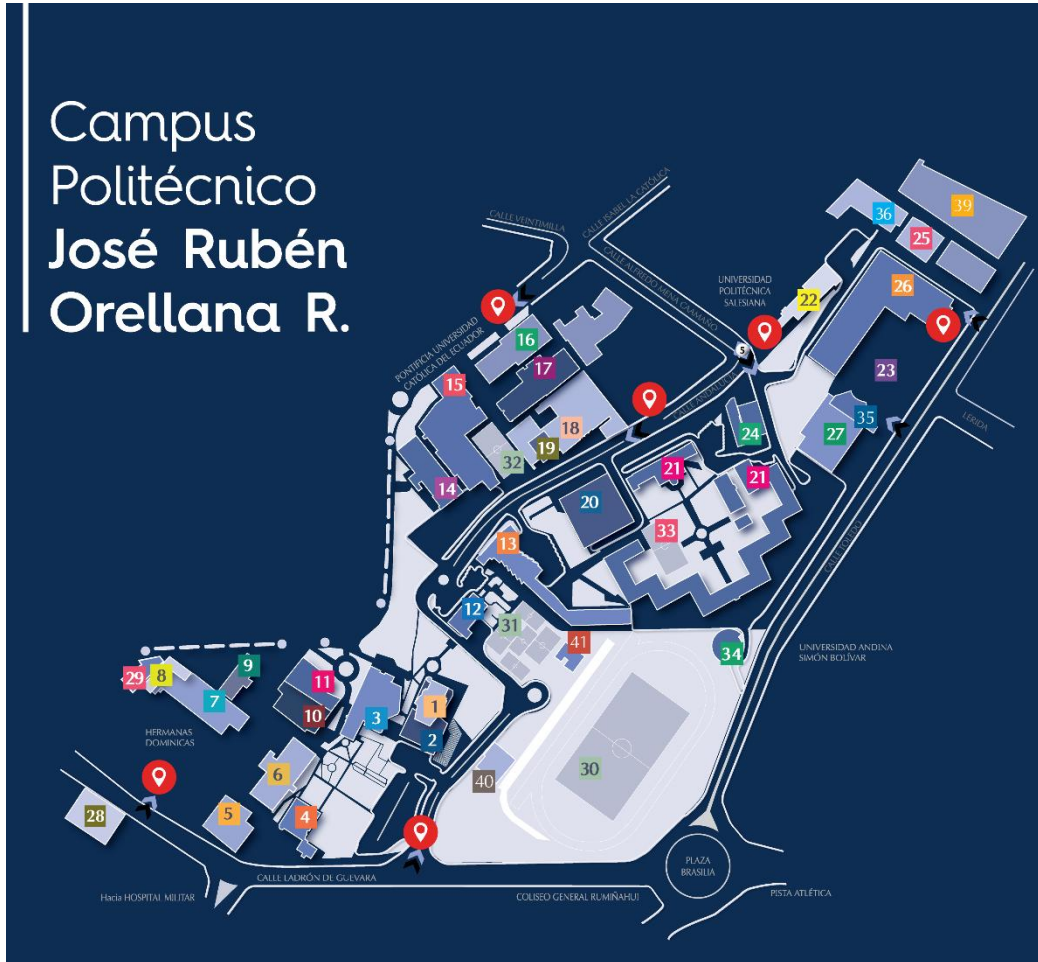 Campus
Politécnico
José Rubén
Orellana R.
CALLE VEINTIMILLA
CALLE ISABEL LA CATÓLICA
CALLE ALFREDO MENA CAAMAÑO
UNIVERSIDAD
POLITÉCNICA
SALESIANA
36
39
25
26
22
16
PONTIFICIA UNIVERSIDAD
CATÓLICA DEL ECUADOR
17
15
5
CALLE ANDALUCÍA
23
35
LÉRIDA
18
19
32
24
27
14
21
21
20
33
13
CALLE TOLEDO
12
31
41
34
UNIVERSIDAD ANDINA
SIMÓN BOLÍVAR
29
8
9
7
11
10
3
1
2
HERMANAS
DOMINICAS
6
40
30
28
5
4
CALLE LADRÓN DE GUEVARA
Hacia HOSPITAL MILITAR
COLISEO GENERAL RUMIÑAHUI
PLAZA
BRASILIA
PISTA ATLÉTICA